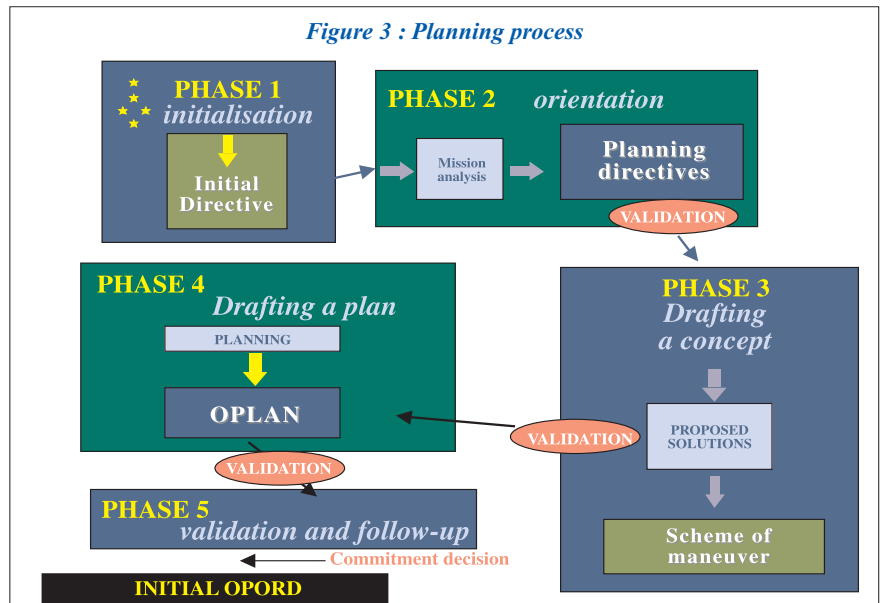 Figure 3 : Planning process
PHASE 1
initialisation
Initial
Directive
PHASE 2
orientation
Mission
analysis
Planning
directives
VALIDATION
PHASE 3
Drafting
a concept
PROPOSED
SOLUTIONS
Scheme of
maneuver
VALIDATION
PHASE 4
Drafting a plan
PLANNING
OPLAN
VALIDATION
PHASE 5
validation and follow-up
Commitment decision
INITIAL OPORD